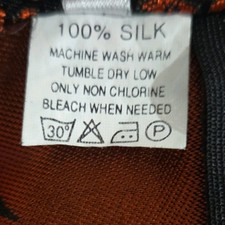 100% SILK
MACHINE WASH WARM
TUMBLE DRY LOW
ONLY NON CHLORINE
BLEACH WHEN NEEDED
30° P